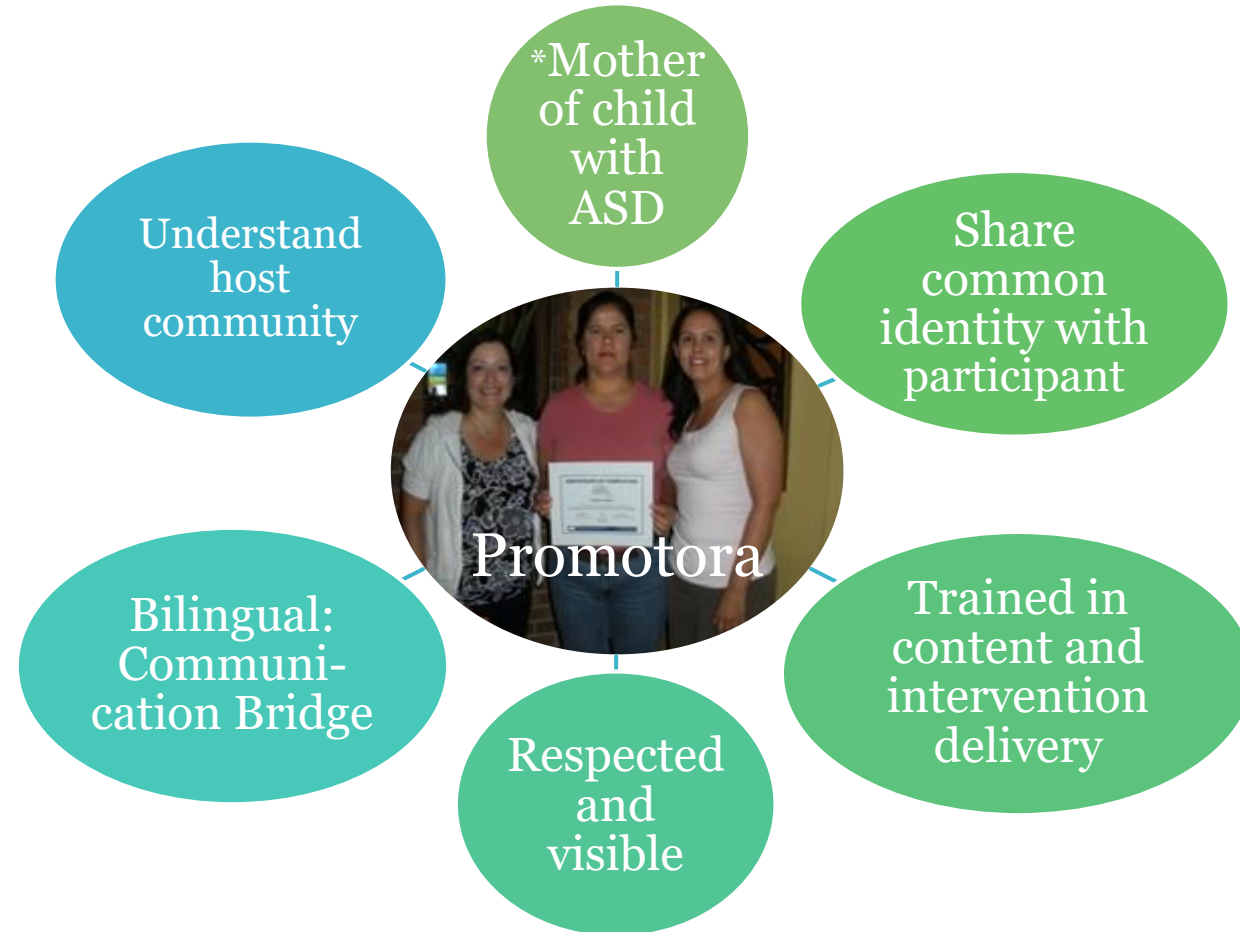 *Mother
of child
with
ASD
Share
common
identity with
participant
Trained in
content and
intervention
delivery
Respected
and
visible
Bilingual:
Communi-
cation Bridge
Understand
host
community
Promotora